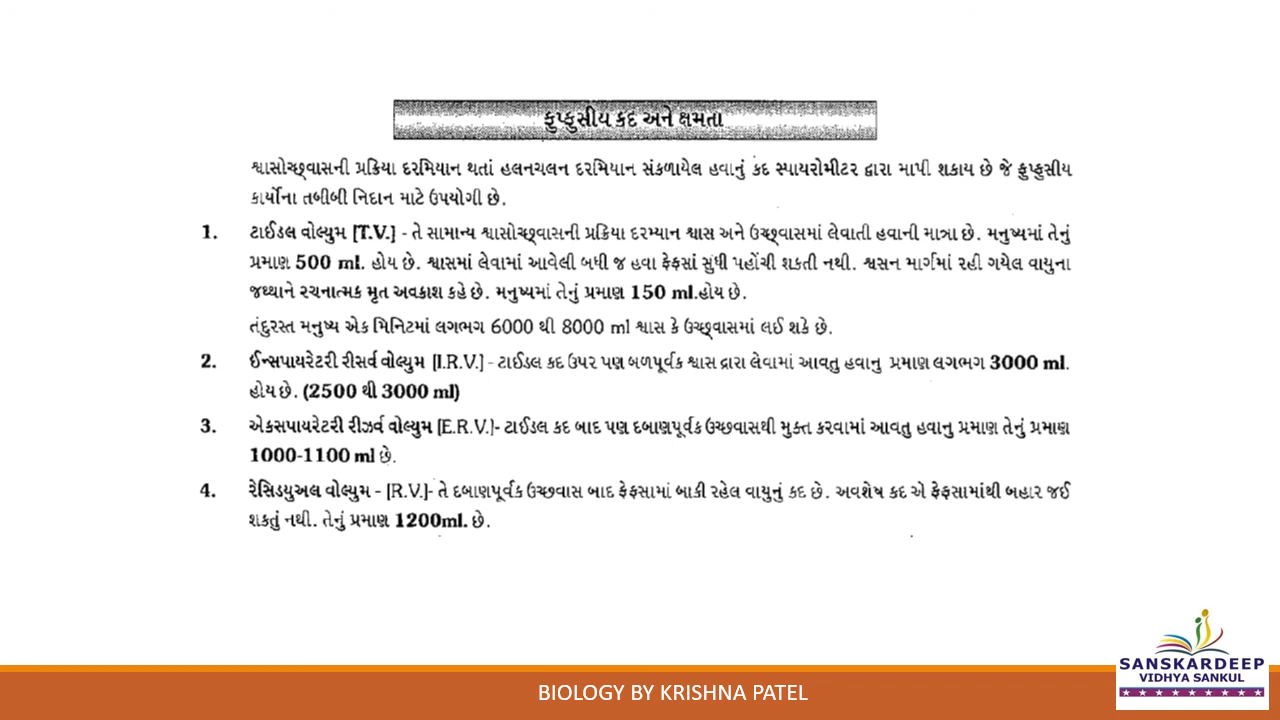 ફુપ્ફુસીય કદ અને ક્ષમતા
શ્વાસોચ્છ્વાસની પ્રક્રિયા દરમિયાન થતાં હલનચલન દરમિયાન સંકળાયેલ હવાનું કદ સ્પાયરોમીટર દ્વારા માપી શકાય છે જે ફુપ્ફુસીય
કાર્યોના તબીબી નિદાન માટે ઉપયોગી છે.
1. ટાઈડલ વોલ્યુમ [T.V.] - તે સામાન્ય શ્વાસોચ્છ્વાસની પ્રક્રિયા દરમ્યાન શ્વાસ અને ઉચ્છ્વાસમાં લેવાતી હવાની માત્રા છે. મનુષ્યમાં તેનું
પ્રમાણ 500 ml. હોય છે. શ્વાસમાં લેવામાં આવેલી બધી જ હવા ફેફસાં સુધી પહોંચી શકતી નથી. શ્વસન માર્ગમાં રહી ગયેલ વાયુના
જથ્થાને રચનાત્મક મૃત અવકાશ કહે છે. મનુષ્યમાં તેનું પ્રમાણ 150 ml.હોય છે.
તંદુરસ્ત મનુષ્ય એક મિનિટમાં લગભગ 6000 થી 8000 ml શ્વાસ કે ઉચ્છ્વાસમાં લઈ શકે છે.
2. ઈન્સપાયરેટરી રીસર્વ વોલ્યુમ [I.R.V.] - ટાઈડલ કદ ઉપર પણ બળપૂર્વક શ્વાસ દ્રારા લેવામાં આવતુ હવાનુ પ્રમાણ લગભગ 3000 ml.
હોય છે. (2500 થી 3000 ml)
3. એકસપાયરેટરી રીઝર્વ વોલ્યુમ [E.R.V.]- ટાઈડલ કદ બાદ પણ દબાણપૂર્વક ઉચ્છવાસથી મુક્ત કરવામાં આવતુ હવાનુ પ્રમાણ તેનું પ્રમાણ
1000-1100 ml છે.
4. રેસિડયુઅલ વોલ્યુમ - [R.V.]- તે દબાણપૂર્વક ઉચ્છવાસ બાદ ફેફસામાં બાકી રહેલ વાયુનું કદ છે. અવશેષ કદ એ ફેફસામાંથી બહાર જઈ
શકતું નથી. તેનું પ્રમાણ 1200ml. છે.
SANSKARDEEP
VIDHYA SANKUL
BIOLOGY BY KRISHNA PATEL